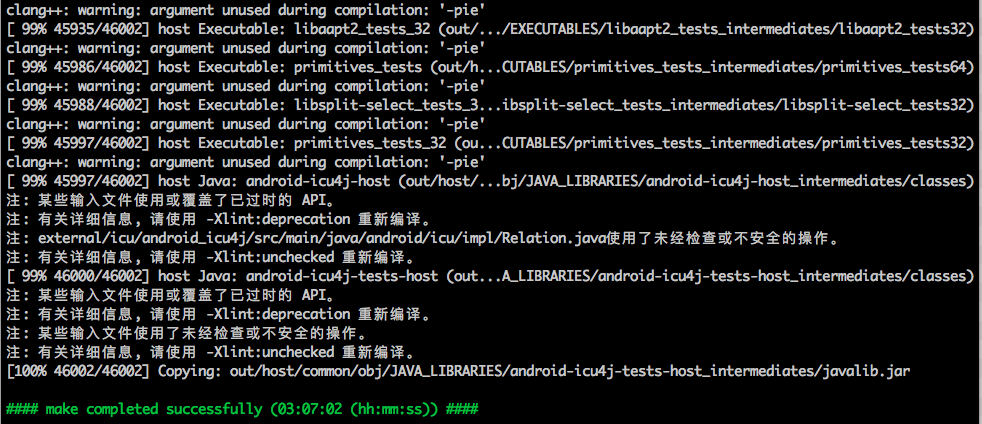 clang++: warning: argument unused during compilation: '-pie'
[ 99% 45935/46002] host Executable: libaapt2_tests_32 (out/.../EXECUTABLES/libaapt2_tests_intermediates/libaapt2_tests32)
clang++: warning: argument unused during compilation: '-pie'
[ 99% 45986/46002] host Executable: primitives_tests (out/h...CUTABLES/primitives_tests_intermediates/primitives_tests64)
clang++: warning: argument unused during compilation: '-pie'
[ 99% 45988/46002] host Executable: libsplit-select_tests_3...ibsplit-select_tests_intermediates/libsplit-select_tests32)
clang++: warning: argument unused during compilation: '-pie'
[ 99% 45997/46002] host Executable: primitives_tests_32 (ou...CUTABLES/primitives_tests_intermediates/primitives_tests32)
clang++: warning: argument unused during compilation: '-pie'
[ 99% 45997/46002] host Java: android-icu4j-host (out/host/...bj/JAVA_LIBRARIES/android-icu4j-host_intermediates/classes)
注: 某些输入文件使用或覆盖了已过时的 API。
注: 有关详细信息, 请使用 -Xlint:deprecation 重新编译。
注: external/icu/android_icu4j/src/main/java/android/icu/impl/Relation.java使用了未经检查或不安全的操作。
注: 有关详细信息, 请使用 -Xlint:unchecked 重新编译。
[ 99% 46000/46002] host Java: android-icu4j-tests-host (out...A_LIBRARIES/android-icu4j-tests-host_intermediates/classes)
注: 某些输入文件使用或覆盖了已过时的 API。
注: 有关详细信息, 请使用 -Xlint:deprecation 重新编译。
注: 某些输入文件使用了未经检查或不安全的操作。
注: 有关详细信息, 请使用 -Xlint:unchecked 重新编译。
[100% 46002/46002] Copying: out/host/common/obj/JAVA_LIBRARIES/android-icu4j-tests-host_intermediates/javalib.jar
#### make completed successfully (03:07:02 (hh:mm:ss)) ####